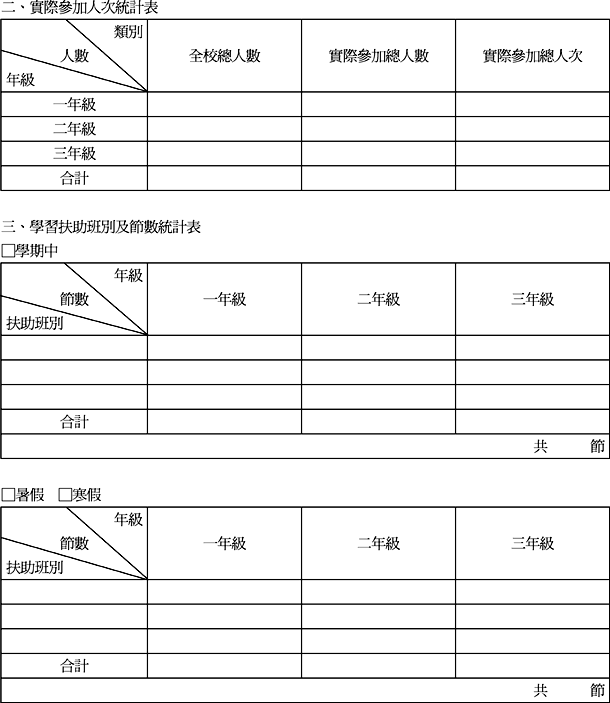 二、實際參加人次統計表
類別
人數
年級
全校總人數 實際參加總人數 實際參加總人次
一年級
二年級
三年級
合計
三、學習扶助班別及節數統計表
□學期中
年級
節數
扶助班別
一年級 二年級 三年級
合計
共 節
□暑假 □寒假
年級
節數
扶助班別
一年級 二年級 三年級
合計
共 節